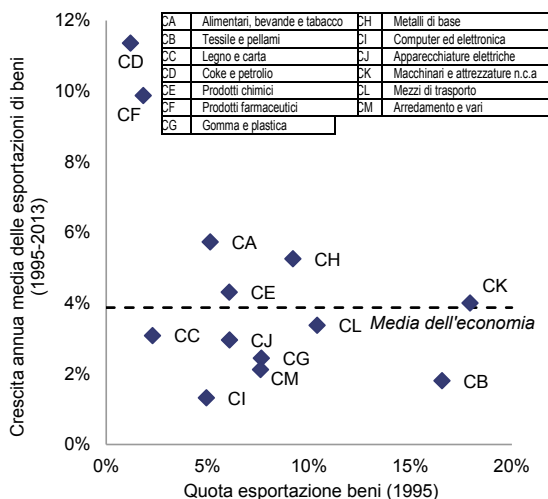 12%
10%
8%
6%
4%
2%
0%
Crescita annua media delle esportazioni di beni
(1995-2013)
CA Alimentari, bevande e tabacco CH Metalli di base
CB Tessile e pellami CI Computer ed elettronica
CC Legno e carta CJ Apparecchiature elettriche
CD Coke e petrolio CK Macchinari e attrezzature n.c.a
CE Prodotti chimici CL Mezzi di trasporto
CF Prodotti farmaceutici CM Arredamento e vari
CG Gomma e plastica
CD
CF
CA
CH
CE
CK
CL
Media dell'economia
CC
CJ
CG
CM
CB
CI
0% 5% 10% 15% 20%
Quota esportazione beni (1995)